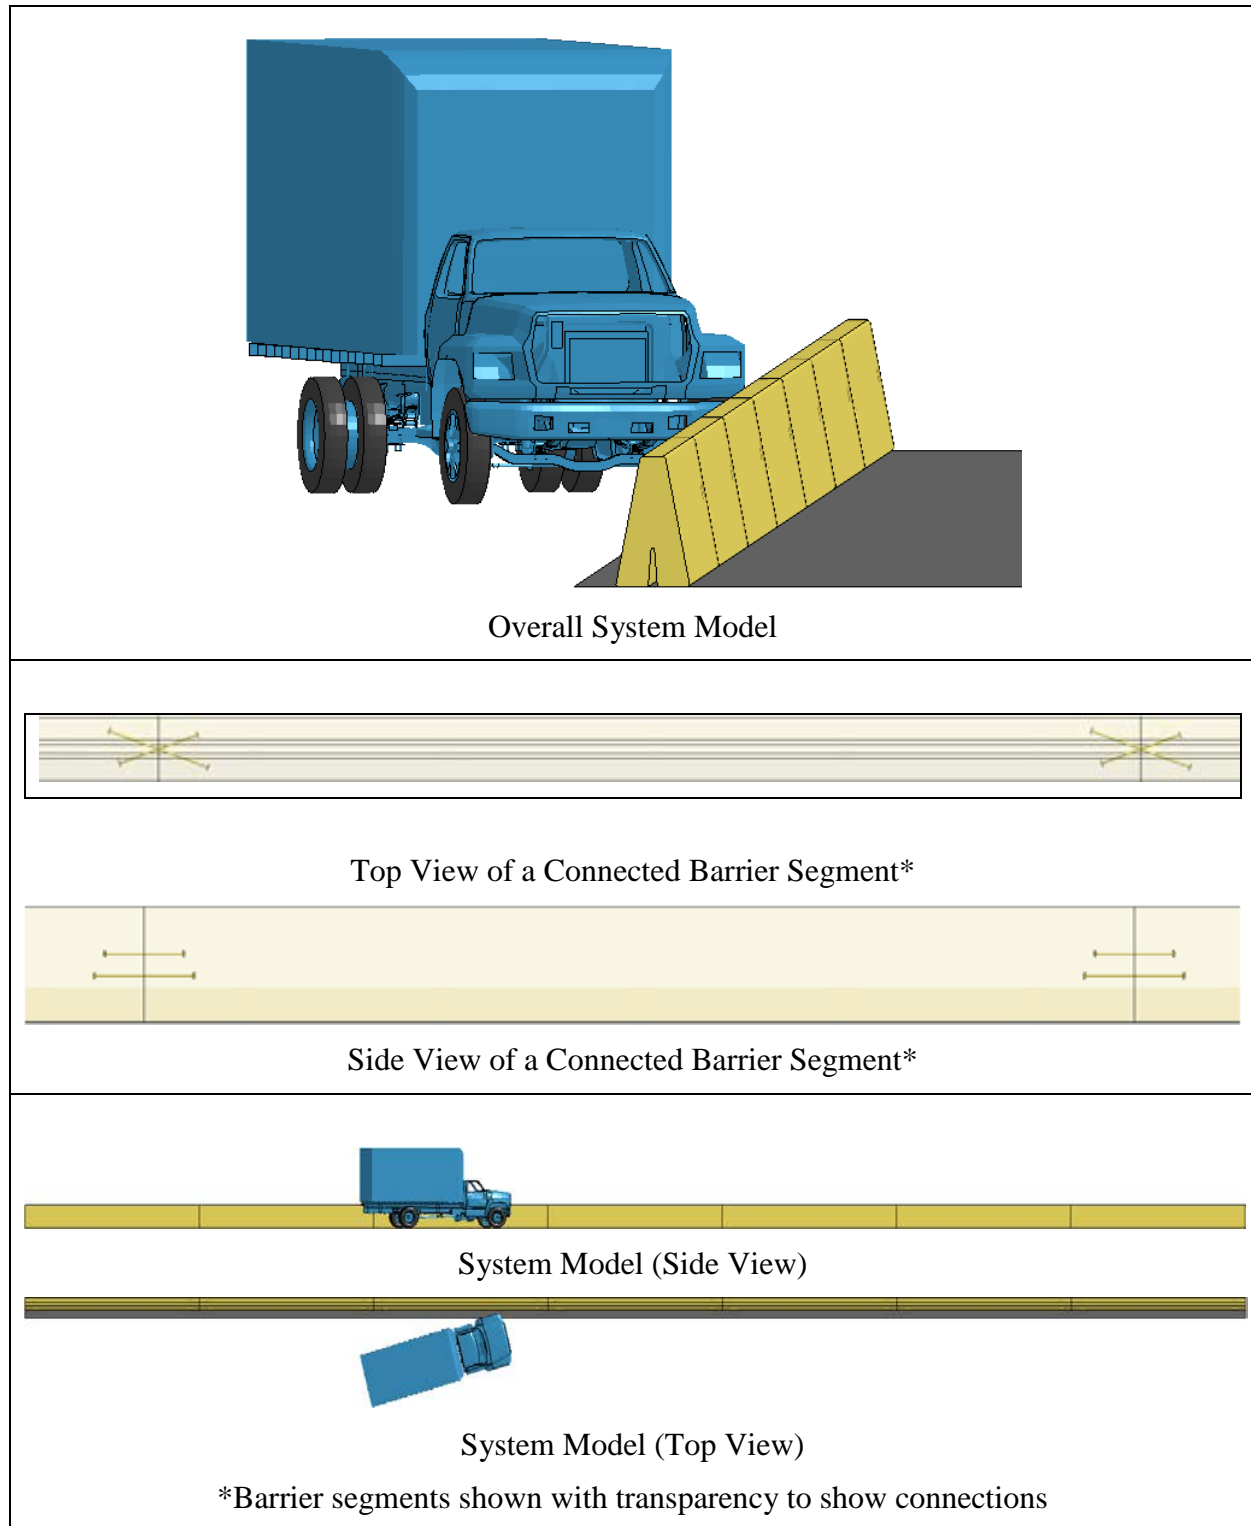 Overall System Model
Top View of a Connected Barrier Segment*
Side View of a Connected Barrier Segment*
System Model (Side View)
System Model (Top View)
*Barrier segments shown with transparency to show connections